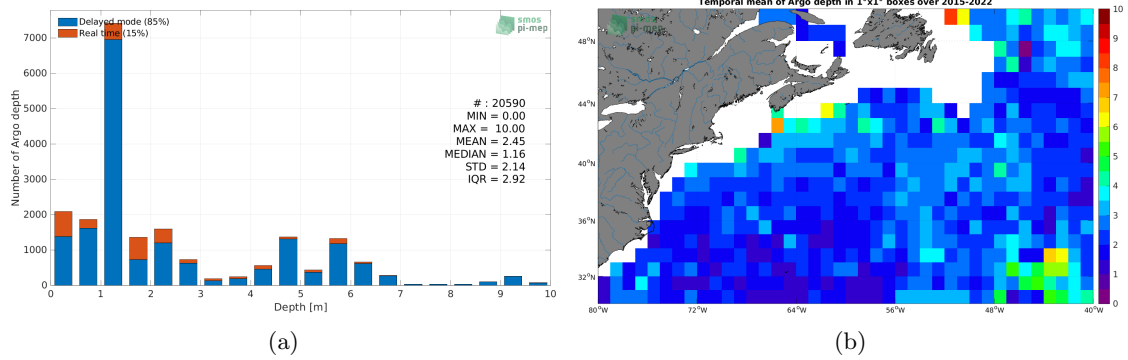 Delayed mode (85%)
Real time (15%)
smos
pi-mep
# : 20590
MIN = 0.00
MAX = 10.00
MEAN = 2.45
MEDIAN = 1.16
STD = 2.14
IQR = 2.92
Number of Argo depth
7000
6000
5000
4000
3000
2000
1000
0
0 1 2 3 4 5 6 7 8 9 10
Depth [m]
(a)
Temporal mean of Argo depth in 1°x1° boxes over 2015-2022
smos
pi-mep
48°N
44°N
40°N
36°N
32°N
80°W 72°W 64°W 56°W 48°W 40°W
10
9
8
7
6
5
4
3
2
1
0
(b)